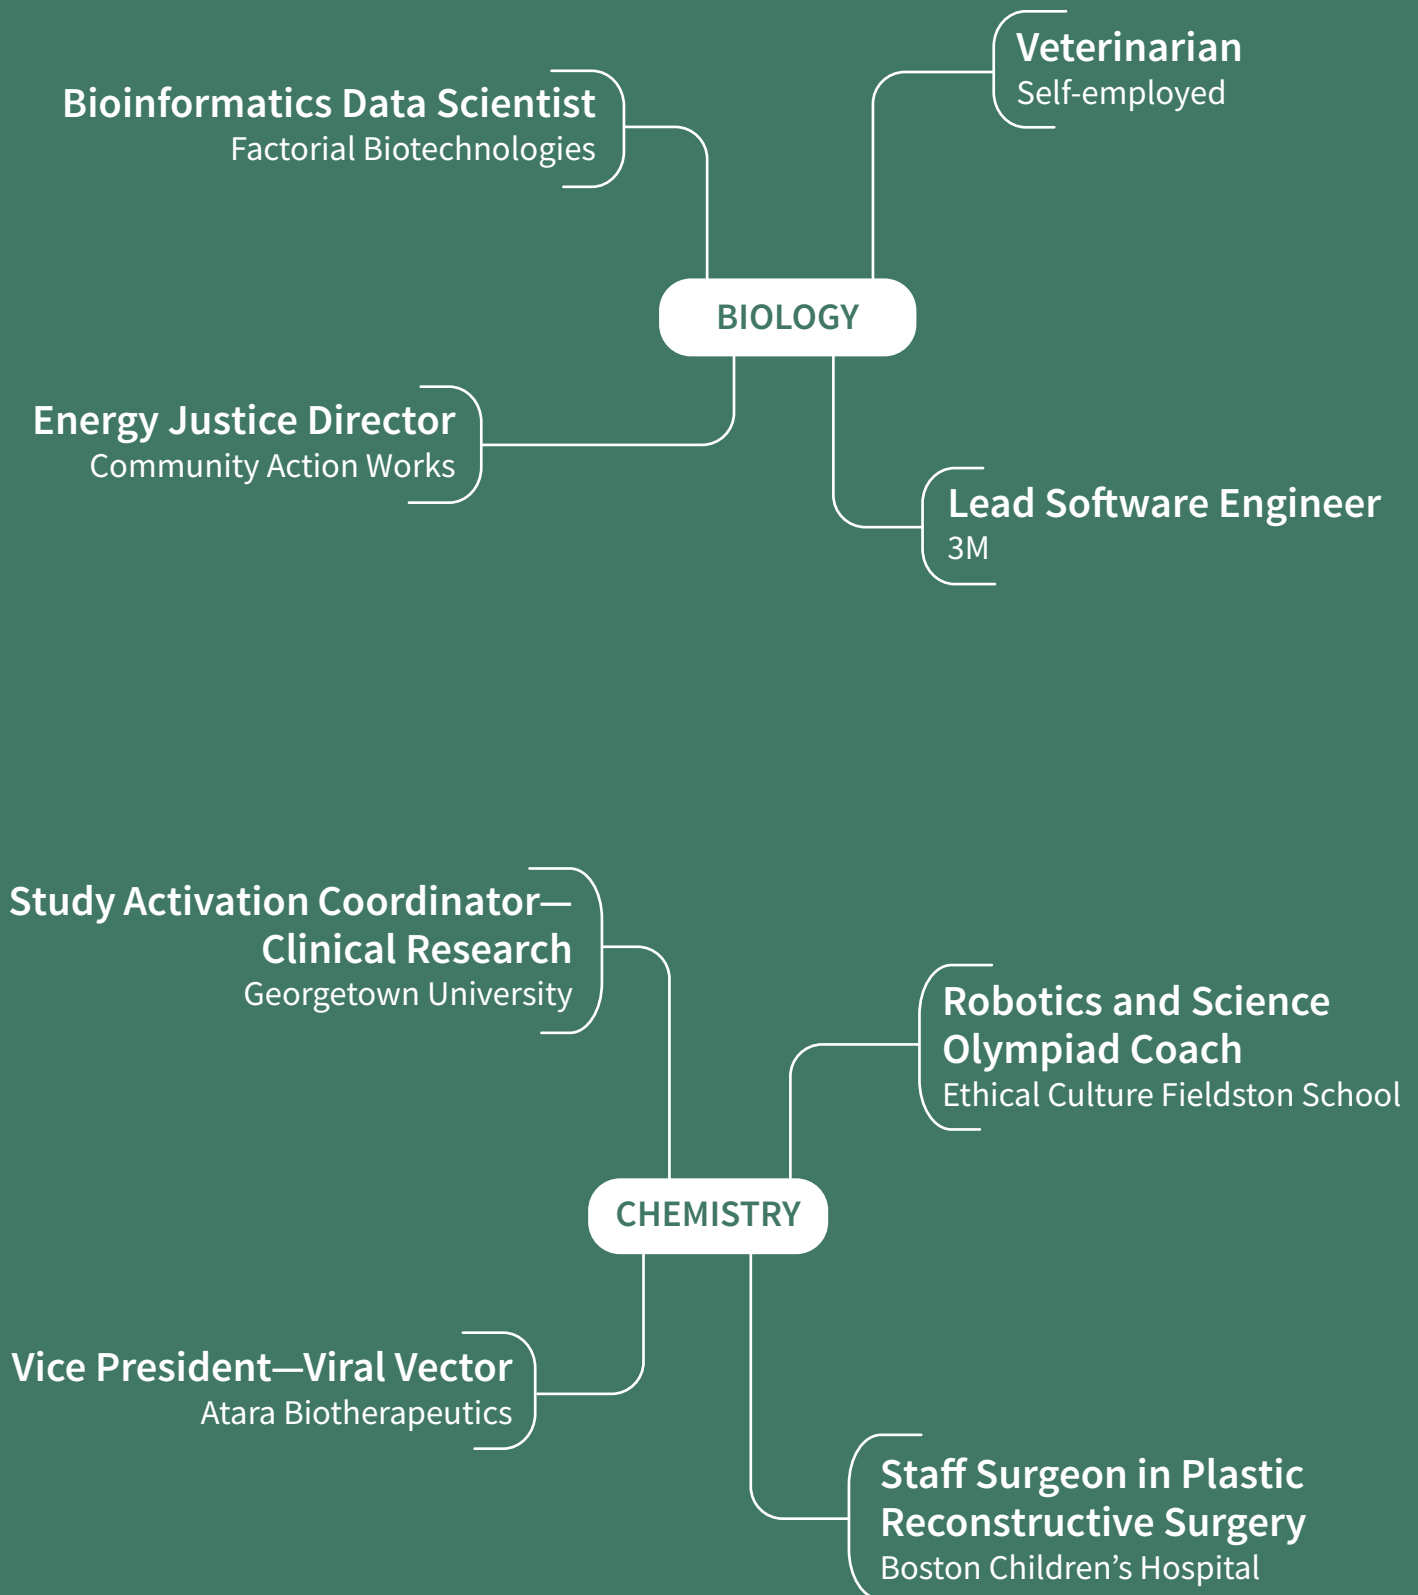 Veterinarian
Self-employed
Bioinformatics Data Scientist
Factorial Biotechnologies
BIOLOGY
Energy Justice Director
Community Action Works
Lead Software Engineer
3M
Study Activation Coordinator—
Clinical Research
Georgetown University
Robotics and Science
Olympiad Coach
Ethical Culture Fieldston School
CHEMISTRY
Vice President—Viral Vector
Atara Biotherapeutics
Staff Surgeon in Plastic
Reconstructive Surgery
Boston Children’s Hospital